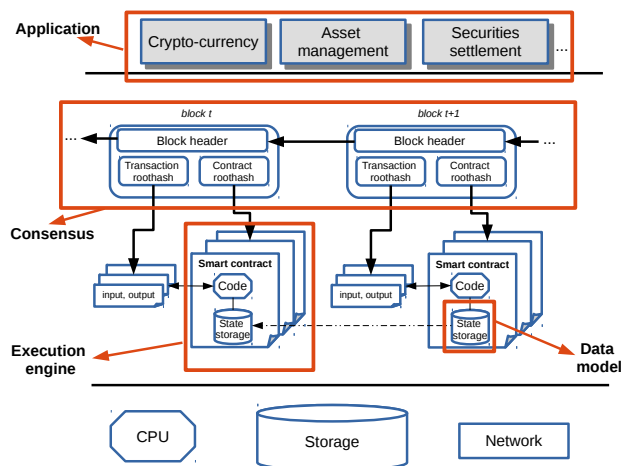 Application
Crypto-currency
Asset
management
Securities
settlement
...
block t
block t+1
...
Block header
Block header
...
Transaction
roothash
Contract
roothash
Transaction
roothash
Contract
roothash
Consensus
Smart contract
Smart contract
input, output
Code
input, output
Code
State
storage
State
storage
Execution
engine
Data
model
CPU
Storage
Network